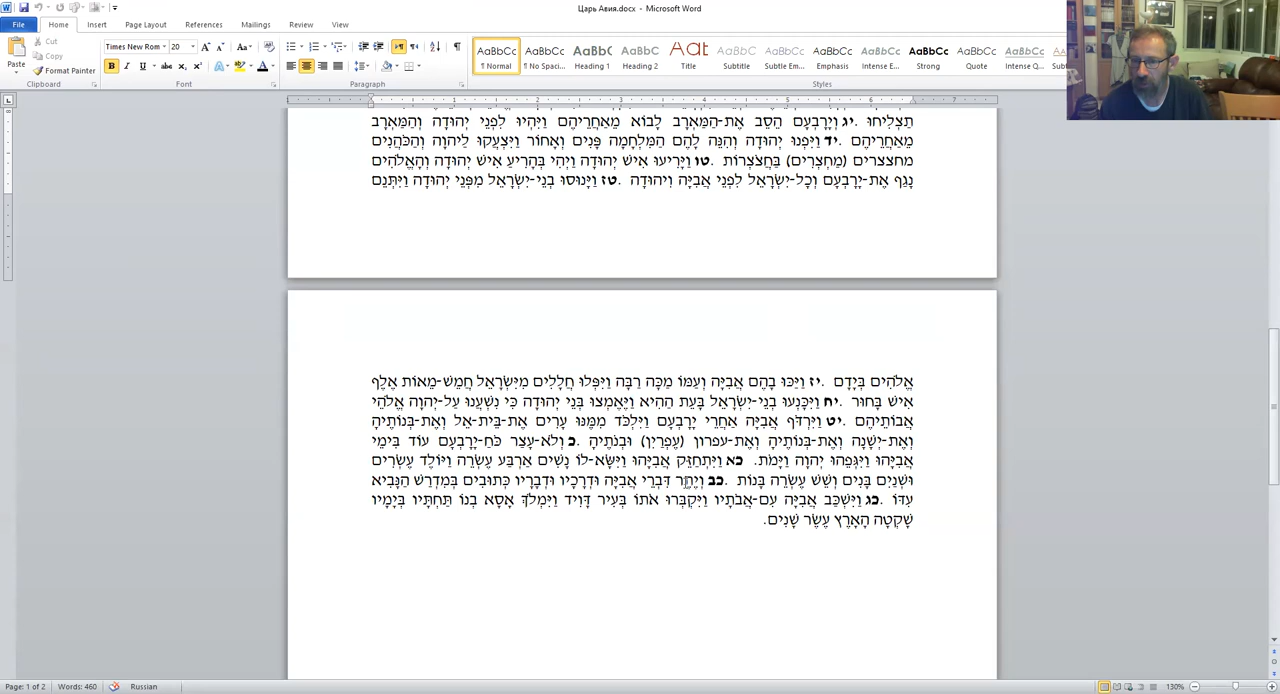 Царь Авия.docx - Microsoft Word
File Home Insert Page Layout References Mailings Review View
Cut
Copy
Format Painter
Paste
Clipboard
Times New Rom 20
Font
Paragraph
AaBbCc AaBbCc AaBbC AaBbC AaB AaBbCc AaBbCc AaBbCc AaBbCc AaBbCc AaBbCc AaBbCc
¶ Normal ¶ No Spaci... Heading 1 Heading 2 Title Subtitle Subtle Em... Emphasis Intense E... Strong Quote Intense Q...
Styles
תַצְלִיחוּ .יג וְיָרָבְעָם הֵסֵב אֶת-הַמַּאְרָב לָבוֹא מֵאַחֲרֵיהֶם וַיִּהְיוּ לִפְנֵי יְהוּדָה וְהַמַּאְרָב
מֵאַחֲרֵיהֶם .יד וַיִּפְנוּ יְהוּדָה וְהִנֵּה לָהֶם הַמִּלְחָמָה פָּנִים וְאָחוֹר וַיִּצְעֲקוּ לַיהוָה וְהַכֹּהֲנִים
מחצצרים (מַחְצְרִים) בַּחֲצֹצְרוֹת .טו וַיָּרִיעוּ אִישׁ יְהוּדָה וַיְהִי בְּהָרִיעַ אִישׁ יְהוּדָה וְהָאֱלֹהִים
נָגַף אֶת-יָרָבְעָם וְכָל-יִשְׂרָאֵל לִפְנֵי אֲבִיָּה וִיהוּדָה .טז וַיָּנוּסוּ בְנֵי-יִשְׂרָאֵל מִפְּנֵי יְהוּדָה וַיִּתְּנֵם
אֱלֹהִים בְּיָדָם .יז וַיַּכּוּ בָהֶם אֲבִיָּה וְעַמּוֹ מַכָּה רַבָּה וַיִּפְּלוּ חֲלָלִים מִיִּשְׂרָאֵל חֲמֵשׁ-מֵאוֹת אֶלֶף
אִישׁ בָּחוּר .יח וַיִּכָּנְעוּ בְנֵי-יִשְׂרָאֵל בָּעֵת הַהִיא וַיֶּאֶמְצוּ בְּנֵי יְהוּדָה כִּי נִשְׁעֲנוּ עַל-יְהוָה אֱלֹהֵי
אֲבוֹתֵיהֶם .יט וַיִּרְדֹּף אֲבִיָּה אַחֲרֵי יָרָבְעָם וַיִּלְכֹּד מִמֶּנּוּ עָרִים אֶת-בֵּית-אֵל וְאֶת-בְּנוֹתֶיהָ
וְאֶת-יְשָׁנָה וְאֶת-בְּנוֹתֶיהָ וְאֶת-עפרון (עֶפְרַיִן) וּבְנֹתֶיהָ .כ וְלֹא-עָצַר כֹּחַ-יָרָבְעָם עוֹד בִּימֵי
אֲבִיָּהוּ וַיִּגְּפֵהוּ יְהוָה וַיָּמֹת. כא וַיִּתְחַזֵּק אֲבִיָּהוּ וַיִּשָּׂא-לוֹ נָשִׁים אַרְבַּע עֶשְׂרֵה וַיּוֹלֶד עֶשְׂרִים
וּשְׁנַיִם בָּנִים וְשֵׁשׁ עֶשְׂרֵה בָּנוֹת .כב וְיֶתֶר דִּבְרֵי אֲבִיָּה וּדְרָכָיו וּדְבָרָיו כְּתוּבִים בְּמִדְרַשׁ הַנָּבִיא
עִדּוֹ .כג וַיִּשְׁכַּב אֲבִיָּה עִם-אֲבֹתָיו וַיִּקְבְּרוּ אֹתוֹ בְּעִיר דָּוִיד וַיִּמְלֹךְ אָסָא בְנוֹ תַּחְתָּיו בְּיָמָיו
שָׁקְטָה הָאָרֶץ עֶשֶׂר שָׁנִים.
Page: 1 of 2 Words: 460 Russian 130%